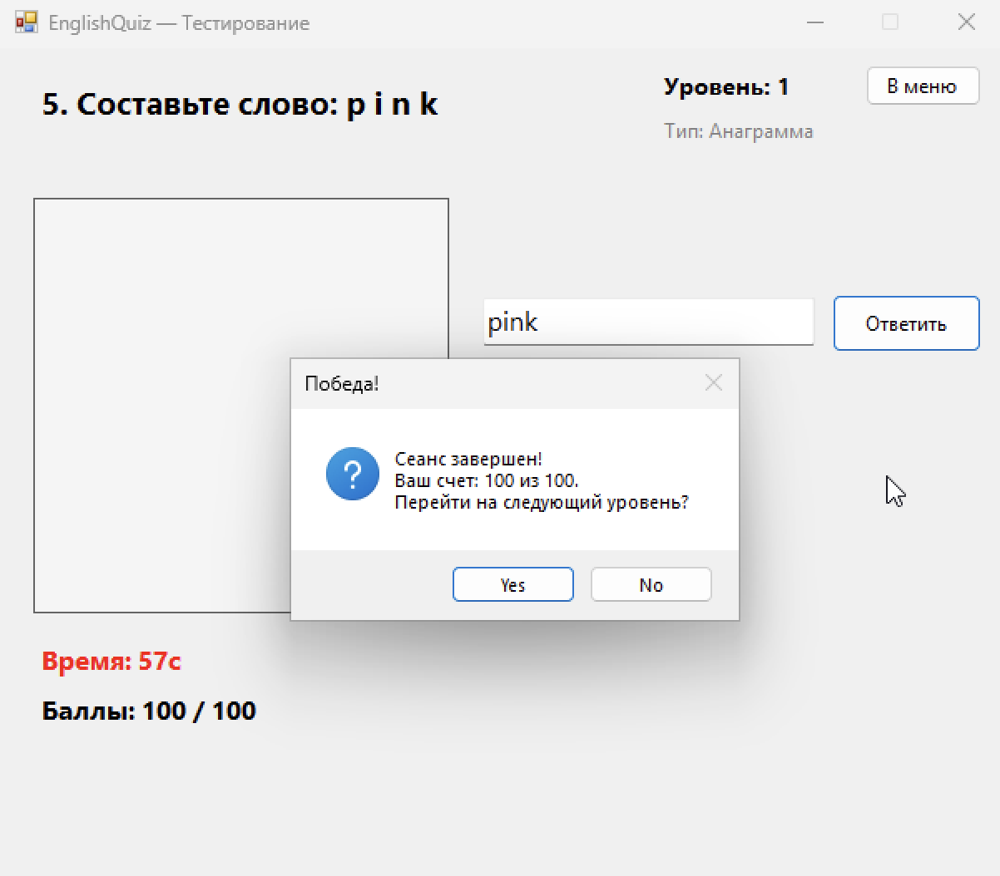 EnglishQuiz — Тестирование
5. Составьте слово: p i n k
Уровень: 1
В меню
Тип: Анаграмма
pink
Ответить
Победа!
Сеанс завершен!
Ваш счет: 100 из 100.
Перейти на следующий уровень?
Yes
No
Время: 57с
Баллы: 100 / 100